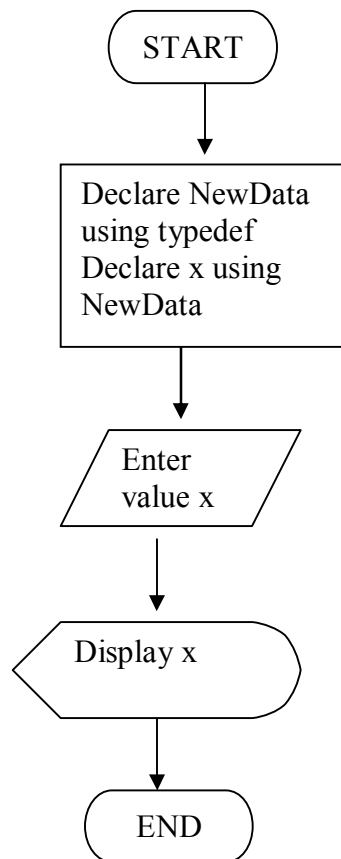 START
Declare NewData
using typedef
Declare x using
NewData
Enter
value x
Display x
END